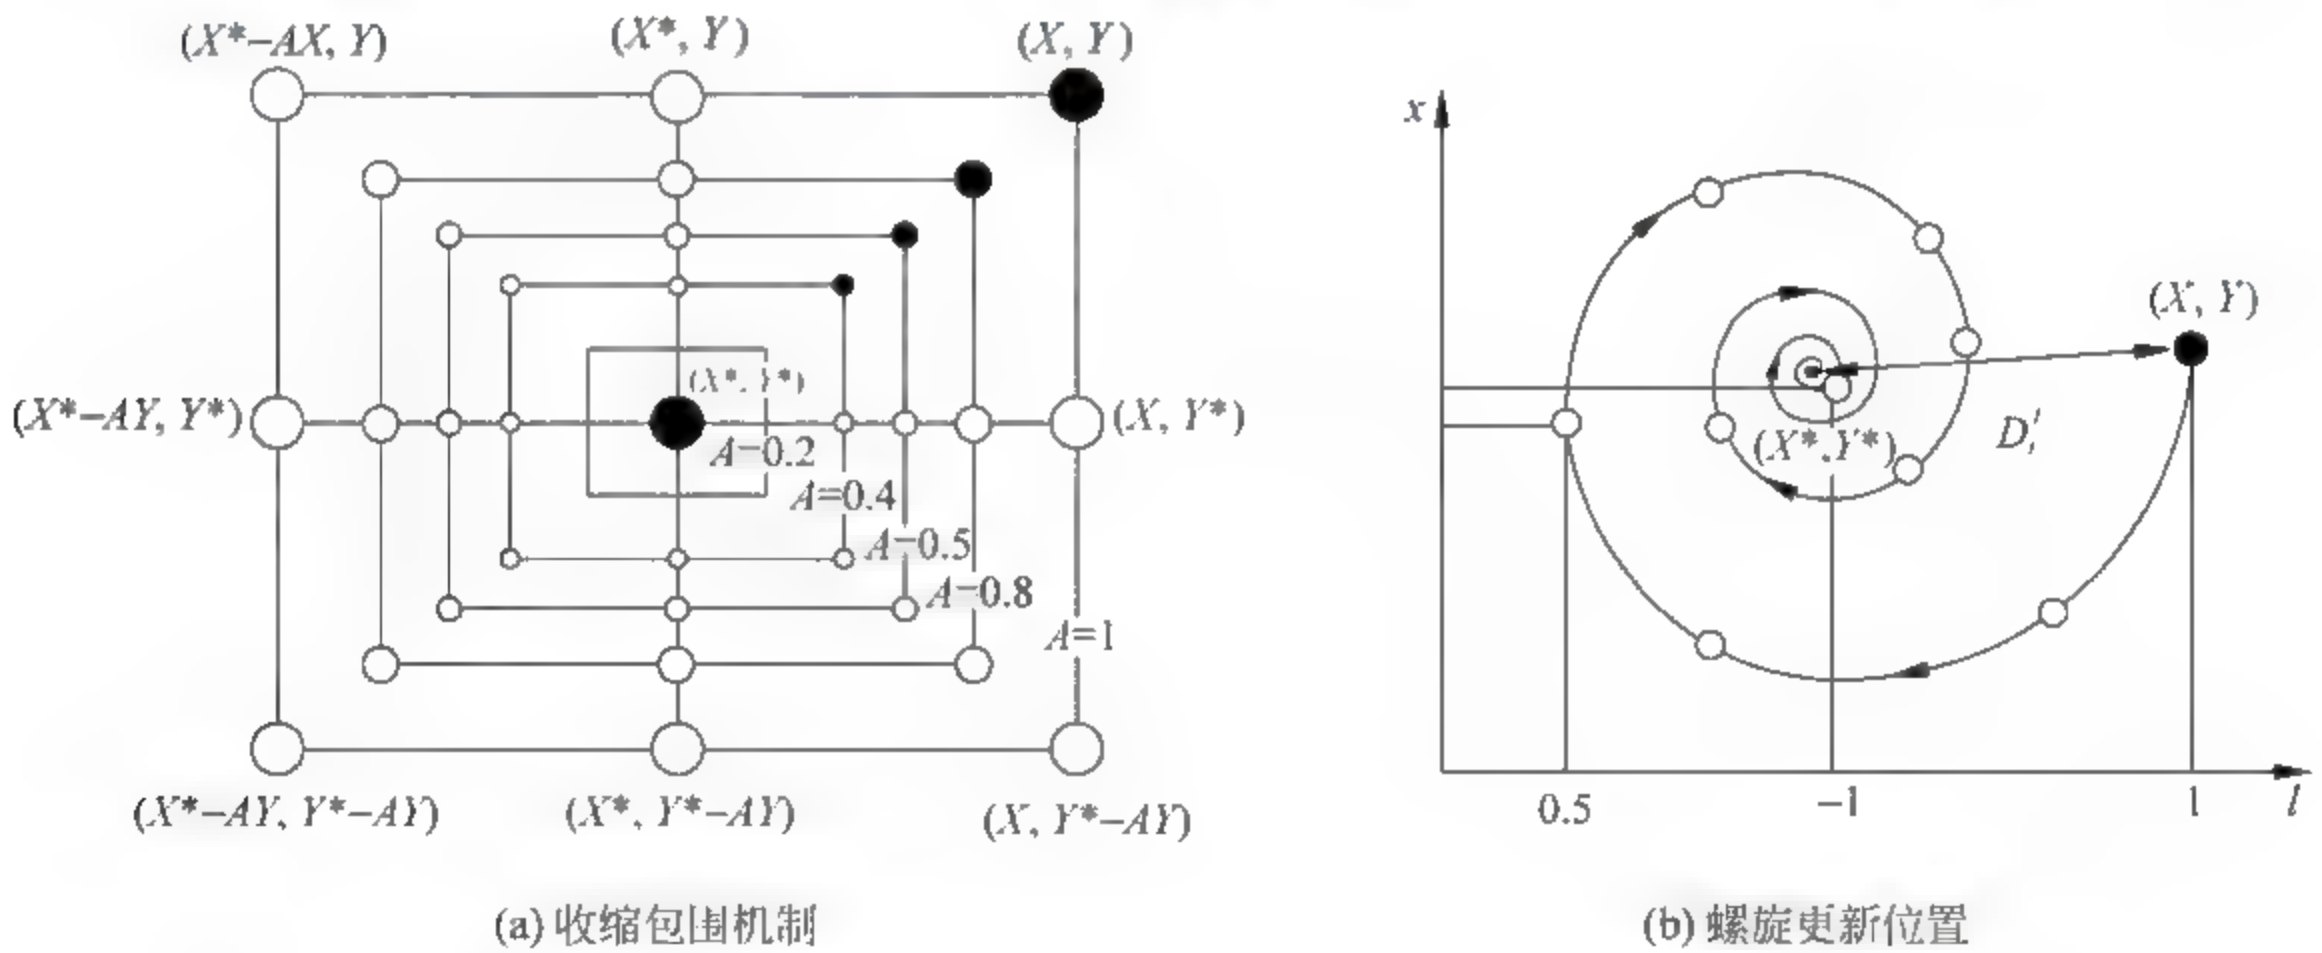 (X*−AX, Y)
(X*, Y)
(X, Y)
(X*, Y*)
(X*−AY, Y*)
(X, Y*)
A=0.2
A=0.4
A=0.5
A=0.8
A=1
(X*−AY, Y*−AY)
(X*, Y*−AY)
(X, Y*−AY)
(a) 收缩包围机制
x
(X, Y)
(X*,Y*)
D′ᵢ
0.5
−1
1
l
(b) 螺旋更新位置